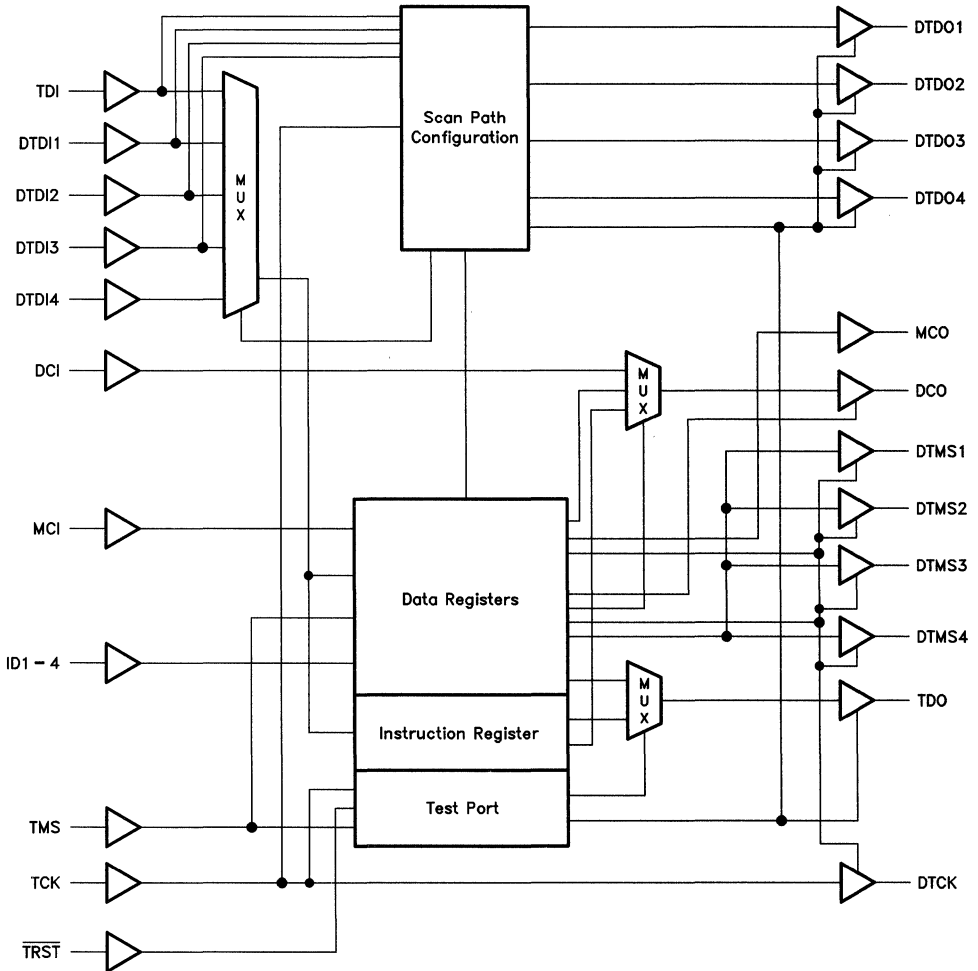 TDI
DTDI1
DTDI2
DTDI3
DTDI4
DCI
MCI
ID1 - 4
TMS
TCK
TRST
MUX
Scan Path
Configuration
MUX
Data Registers
Instruction Register
Test Port
MUX
DTDO1
DTDO2
DTDO3
DTDO4
MCO
DCO
DTMS1
DTMS2
DTMS3
DTMS4
TDO
DTCK